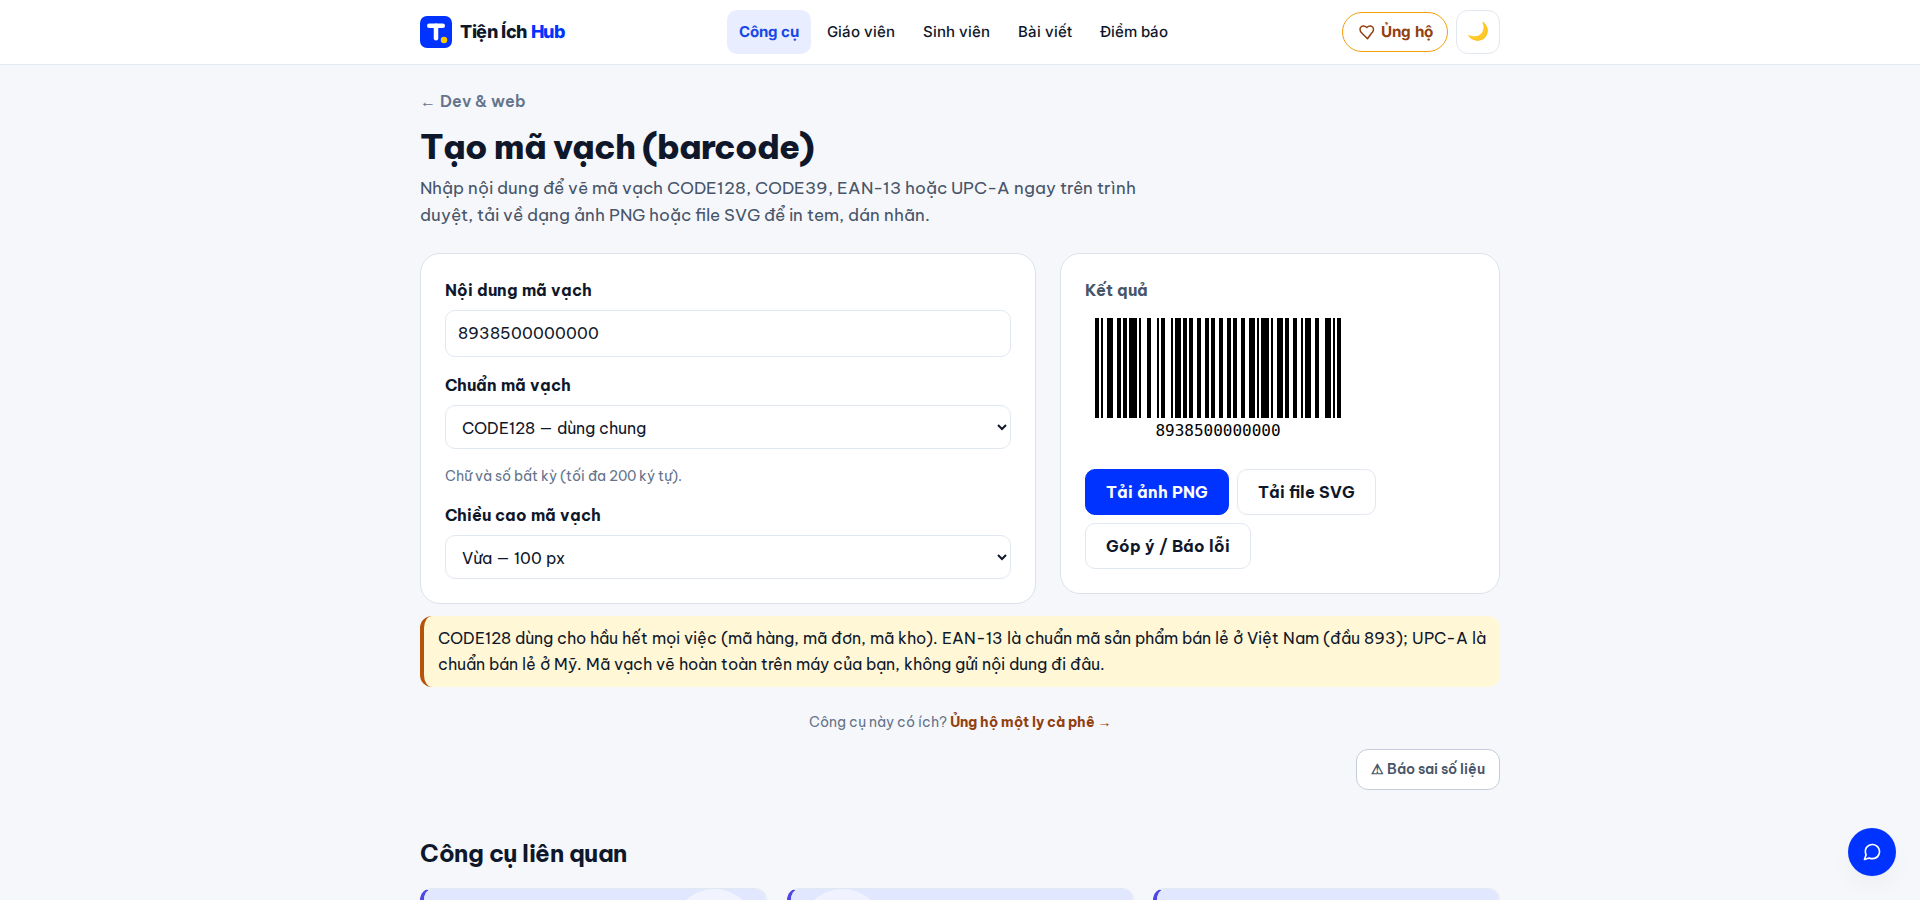 Tiện Ích Hub
Công cụ
Giáo viên
Sinh viên
Bài viết
Điềm báo
Ủng hộ
← Dev & web
Tạo mã vạch (barcode)
Nhập nội dung để vẽ mã vạch CODE128, CODE39, EAN-13 hoặc UPC-A ngay trên trình
duyệt, tải về dạng ảnh PNG hoặc file SVG để in tem, dán nhãn.
Nội dung mã vạch
8938500000000
Chuẩn mã vạch
CODE128 — dùng chung
Chữ và số bất kỳ (tối đa 200 ký tự).
Chiều cao mã vạch
Vừa — 100 px
Kết quả
8938500000000
Tải ảnh PNG
Tải file SVG
Góp ý / Báo lỗi
CODE128 dùng cho hầu hết mọi việc (mã hàng, mã đơn, mã kho). EAN-13 là chuẩn mã sản phẩm bán lẻ ở Việt Nam (đầu 893); UPC-A là
chuẩn bán lẻ ở Mỹ. Mã vạch vẽ hoàn toàn trên máy của bạn, không gửi nội dung đi đâu.
Công cụ này có ích? Ủng hộ một ly cà phê →
⚠ Báo sai số liệu
Công cụ liên quan